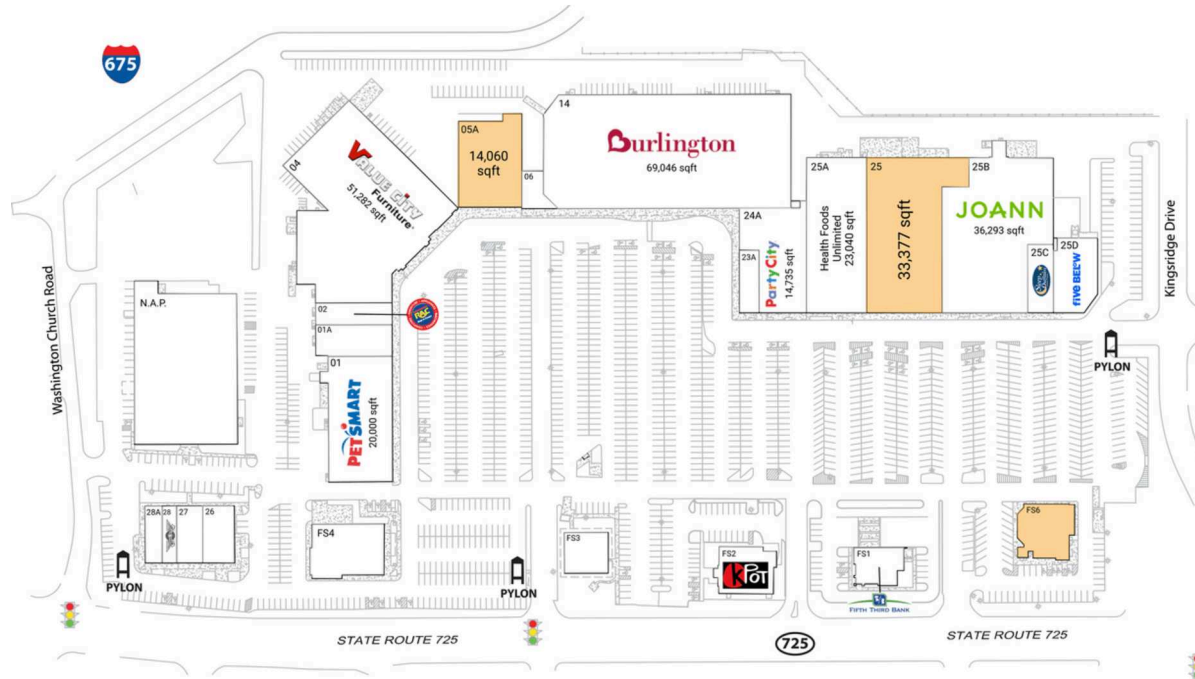 675
14
Burlington
69,046 sqft
05A
14,060
sqft
06
04
VALUE CITY
Furniture
51,282 sqft
25A
Health Foods
Unlimited
23,040 sqft
25
33,377 sqft
25B
JOANN
36,293 sqft
24A
23A
PartyCity
14,735 sqft
25C
25D
five BEL°W
Kingsridge Drive
Washington Church Road
N.A.P.
02
RAC
01A
01
PETSMART
20,000 sqft
PYLON
28A
28
27
26
FS4
FS3
FS2
KPOT
FS1
FIFTH THIRD BANK
FS6
PYLON
PYLON
STATE ROUTE 725
725
STATE ROUTE 725